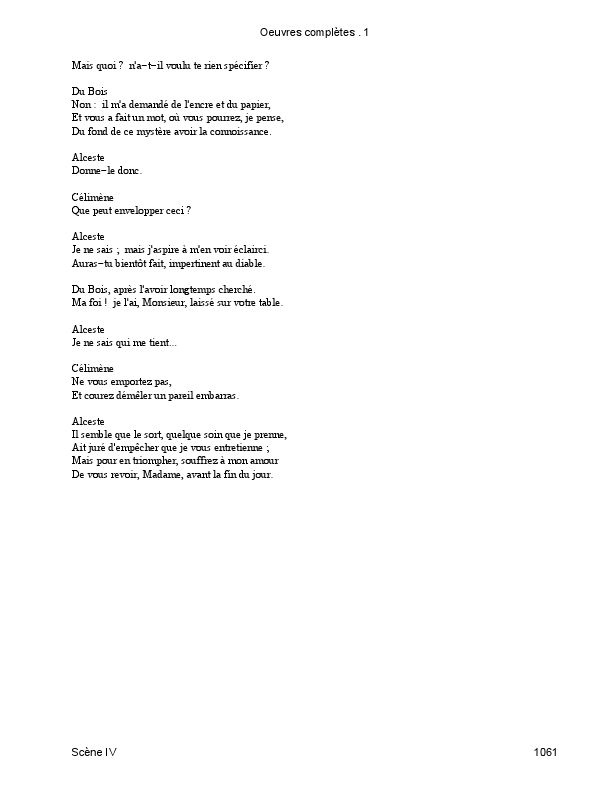 Oeuvres complètes . 1
Mais quoi ?  n'a−t−il voulu te rien spécifier ?
Du Bois
Non :  il m'a demandé de l'encre et du papier,
Et vous a fait un mot, où vous pourrez, je pense,
Du fond de ce mystère avoir la connoissance.
Alceste
Donne−le donc.
Célimène
Que peut envelopper ceci ?
Alceste
Je ne sais ;  mais j'aspire à m'en voir éclairci.
Auras−tu bientôt fait, impertinent au diable.
Du Bois, après l'avoir longtemps cherché.
Ma foi !  je l'ai, Monsieur, laissé sur votre table.
Alceste
Je ne sais qui me tient...
Célimène
Ne vous emportez pas,
Et courez démêler un pareil embarras.
Alceste
Il semble que le sort, quelque soin que je prenne,
Ait juré d'empêcher que je vous entretienne ;
Mais pour en triompher, souffrez à mon amour
De vous revoir, Madame, avant la fin du jour.
Scène IV
1061